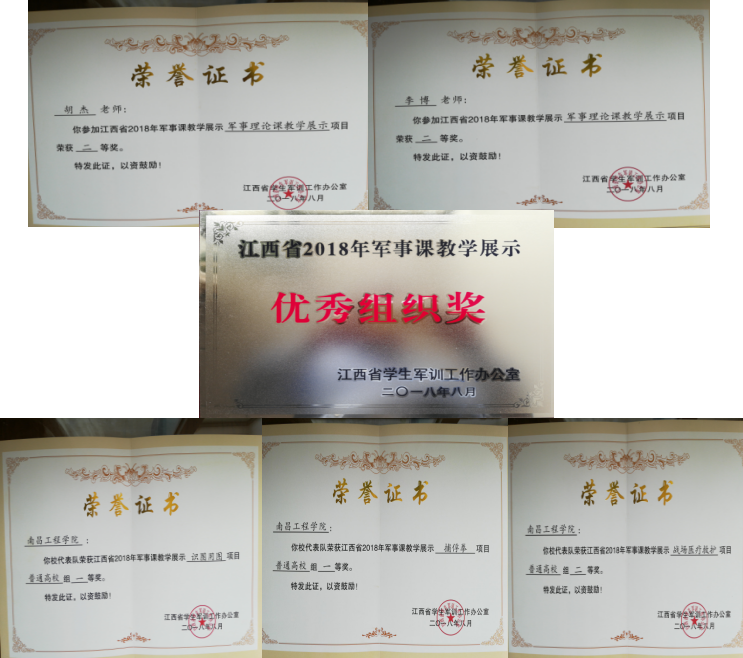 荣誉证书
胡杰 老师：
你参加江西省2018年军事课教学展示 军事理论课教学展示 项目
荣获 二 等奖。
特发此证，以资鼓励！
江西省学生军训工作办公室
二〇一八年八月
荣誉证书
李博 老师：
你参加江西省2018年军事课教学展示 军事理论课教学展示 项目
荣获 二 等奖。
特发此证，以资鼓励！
江西省学生军训工作办公室
二〇一八年八月
江西省2018年军事课教学展示
优秀组织奖
江西省学生军训工作办公室
二〇一八年八月
荣誉证书
南昌工程学院：
你校代表队荣获江西省2018年军事课教学展示 识图用图 项目
普通高校 组 一 等奖。
特发此证，以资鼓励！
江西省学生军训工作办公室
二〇一八年八月
荣誉证书
南昌工程学院：
你校代表队荣获江西省2018年军事课教学展示 捕俘拳 项目
普通高校 组 一 等奖。
特发此证，以资鼓励！
江西省学生军训工作办公室
二〇一八年八月
荣誉证书
南昌工程学院：
你校代表队荣获江西省2018年军事课教学展示 战场医疗救护 项目
普通高校 组 二 等奖。
特发此证，以资鼓励！
江西省学生军训工作办公室
二〇一八年八月